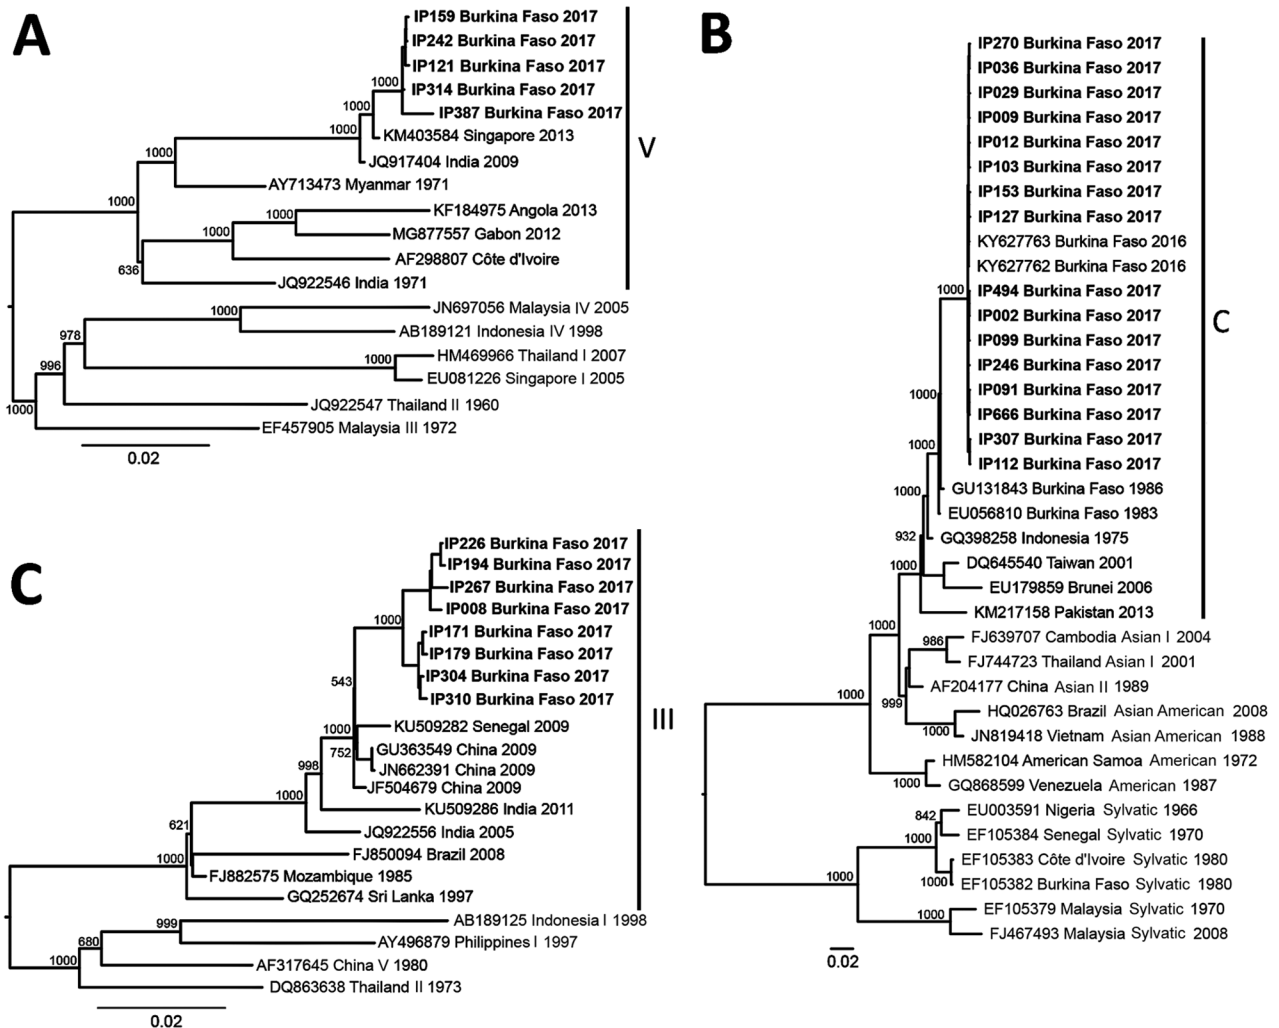 A
IP159 Burkina Faso 2017
IP242 Burkina Faso 2017
IP121 Burkina Faso 2017
1000
IP314 Burkina Faso 2017
1000
IP387 Burkina Faso 2017
1000
KM403584 Singapore 2013
V
1000
JQ917404 India 2009
AY713473 Myanmar 1971
1000
1000
KF184975 Angola 2013
1000
MG877557 Gabon 2012
AF298807 Côte d'Ivoire
636
JQ922546 India 1971
1000
JN697056 Malaysia IV 2005
978
AB189121 Indonesia IV 1998
1000
HM469966 Thailand I 2007
996
EU081226 Singapore I 2005
1000
JQ922547 Thailand II 1960
EF457905 Malaysia III 1972
0.02
B
IP270 Burkina Faso 2017
IP036 Burkina Faso 2017
IP029 Burkina Faso 2017
IP009 Burkina Faso 2017
IP012 Burkina Faso 2017
IP103 Burkina Faso 2017
IP153 Burkina Faso 2017
IP127 Burkina Faso 2017
KY627763 Burkina Faso 2016
KY627762 Burkina Faso 2016
1000
IP494 Burkina Faso 2017
IP002 Burkina Faso 2017
C
IP099 Burkina Faso 2017
IP246 Burkina Faso 2017
1000
IP091 Burkina Faso 2017
IP666 Burkina Faso 2017
1000
IP307 Burkina Faso 2017
IP112 Burkina Faso 2017
1000
GU131843 Burkina Faso 1986
EU056810 Burkina Faso 1983
932
GQ398258 Indonesia 1975
1000
DQ645540 Taiwan 2001
EU179859 Brunei 2006
KM217158 Pakistan 2013
1000
986
FJ639707 Cambodia Asian I 2004
FJ744723 Thailand Asian I 2001
1000
AF204177 China Asian II 1989
999
HQ026763 Brazil Asian American 2008
1000
JN819418 Vietnam Asian American 1988
HM582104 American Samoa American 1972
1000
GQ868599 Venezuela American 1987
842
EU003591 Nigeria Sylvatic 1966
1000
EF105384 Senegal Sylvatic 1970
EF105383 Côte d'Ivoire Sylvatic 1980
1000
1000
EF105382 Burkina Faso Sylvatic 1980
1000
EF105379 Malaysia Sylvatic 1970
FJ467493 Malaysia Sylvatic 2008
0.02
C
IP226 Burkina Faso 2017
IP194 Burkina Faso 2017
IP267 Burkina Faso 2017
IP008 Burkina Faso 2017
1000
IP171 Burkina Faso 2017
IP179 Burkina Faso 2017
543
IP304 Burkina Faso 2017
IP310 Burkina Faso 2017
III
1000
KU509282 Senegal 2009
752
GU363549 China 2009
998
JN662391 China 2009
1000
JF504679 China 2009
KU509286 India 2011
621
JQ922556 India 2005
1000
FJ850094 Brazil 2008
FJ882575 Mozambique 1985
GQ252674 Sri Lanka 1997
999
AB189125 Indonesia I 1998
680
AY496879 Philippines I 1997
1000
AF317645 China V 1980
DQ863638 Thailand II 1973
0.02